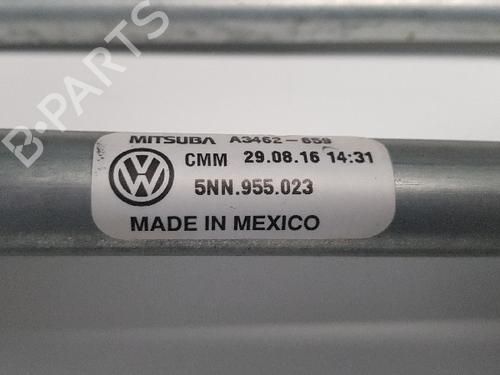 B-PARTS
MITSUBA A3462-659
CMM 29.08.16 14:31
5NN.955.023
MADE IN MEXICO